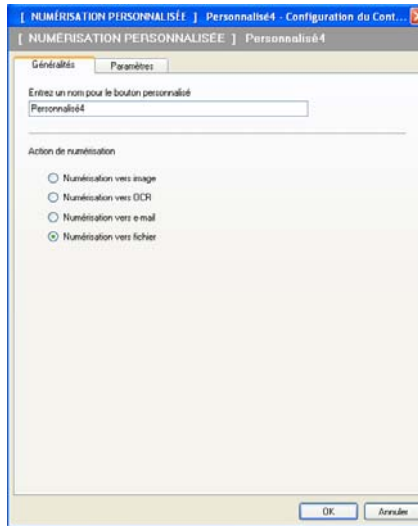 [ NUMÉRISATION PERSONNALISÉE ] Personnalisé4 - Configuration du Cont...
[ NUMÉRISATION PERSONNALISÉE ] Personnalisé4
Généralités Paramètres
Entrez un nom pour le bouton personnalisé
Personnalisé4
Action de numérisation
Numérisation vers image
Numérisation vers OCR
Numérisation vers e-mail
Numérisation vers fichier
OK Annuler